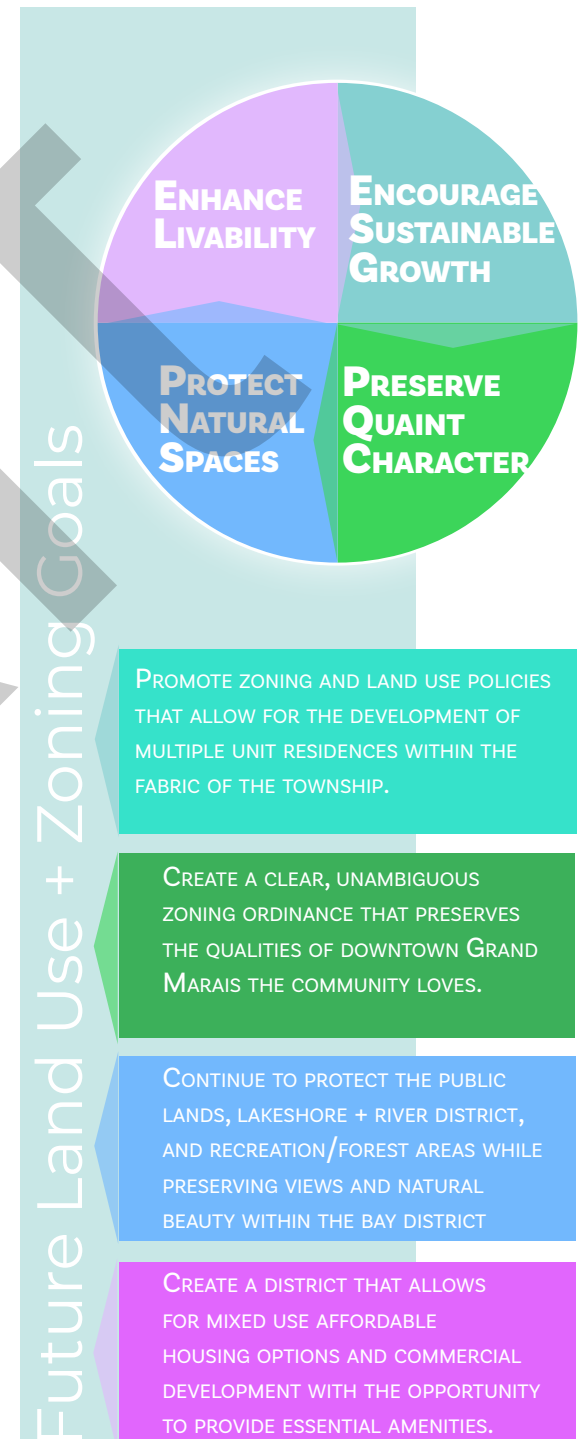 Enhance
Livability
Encourage
Sustainable
Growth
Protect
Natural
Spaces
Preserve
Quaint
Character
Future Land Use + Zoning Goals
Promote zoning and land use policies
that allow for the development of
multiple unit residences within the
fabric of the township.
Create a clear, unambiguous
zoning ordinance that preserves
the qualities of downtown Grand
Marais the community loves.
Continue to protect the public
lands, lakeshore + river district,
and recreation/forest areas while
preserving views and natural
beauty within the bay district
Create a district that allows
for mixed use affordable
housing options and commercial
development with the opportunity
to provide essential amenities.